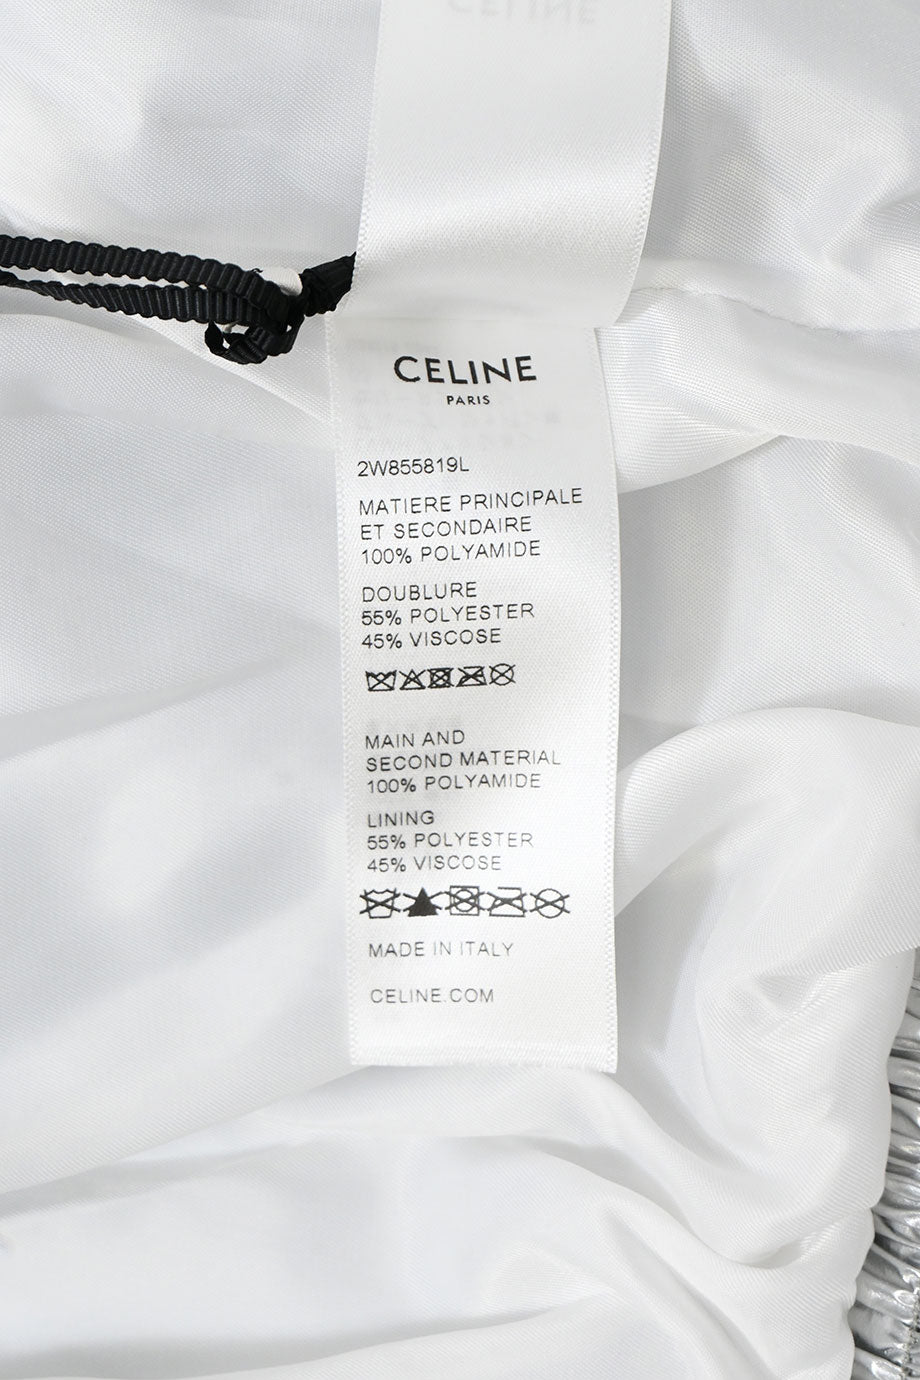 CELINE
PARIS
2W855819L
MATIERE PRINCIPALE
ET SECONDAIRE
100% POLYAMIDE
DOUBLURE
55% POLYESTER
45% VISCOSE
MAIN AND
SECOND MATERIAL
100% POLYAMIDE
LINING
55% POLYESTER
45% VISCOSE
MADE IN ITALY
CELINE.COM